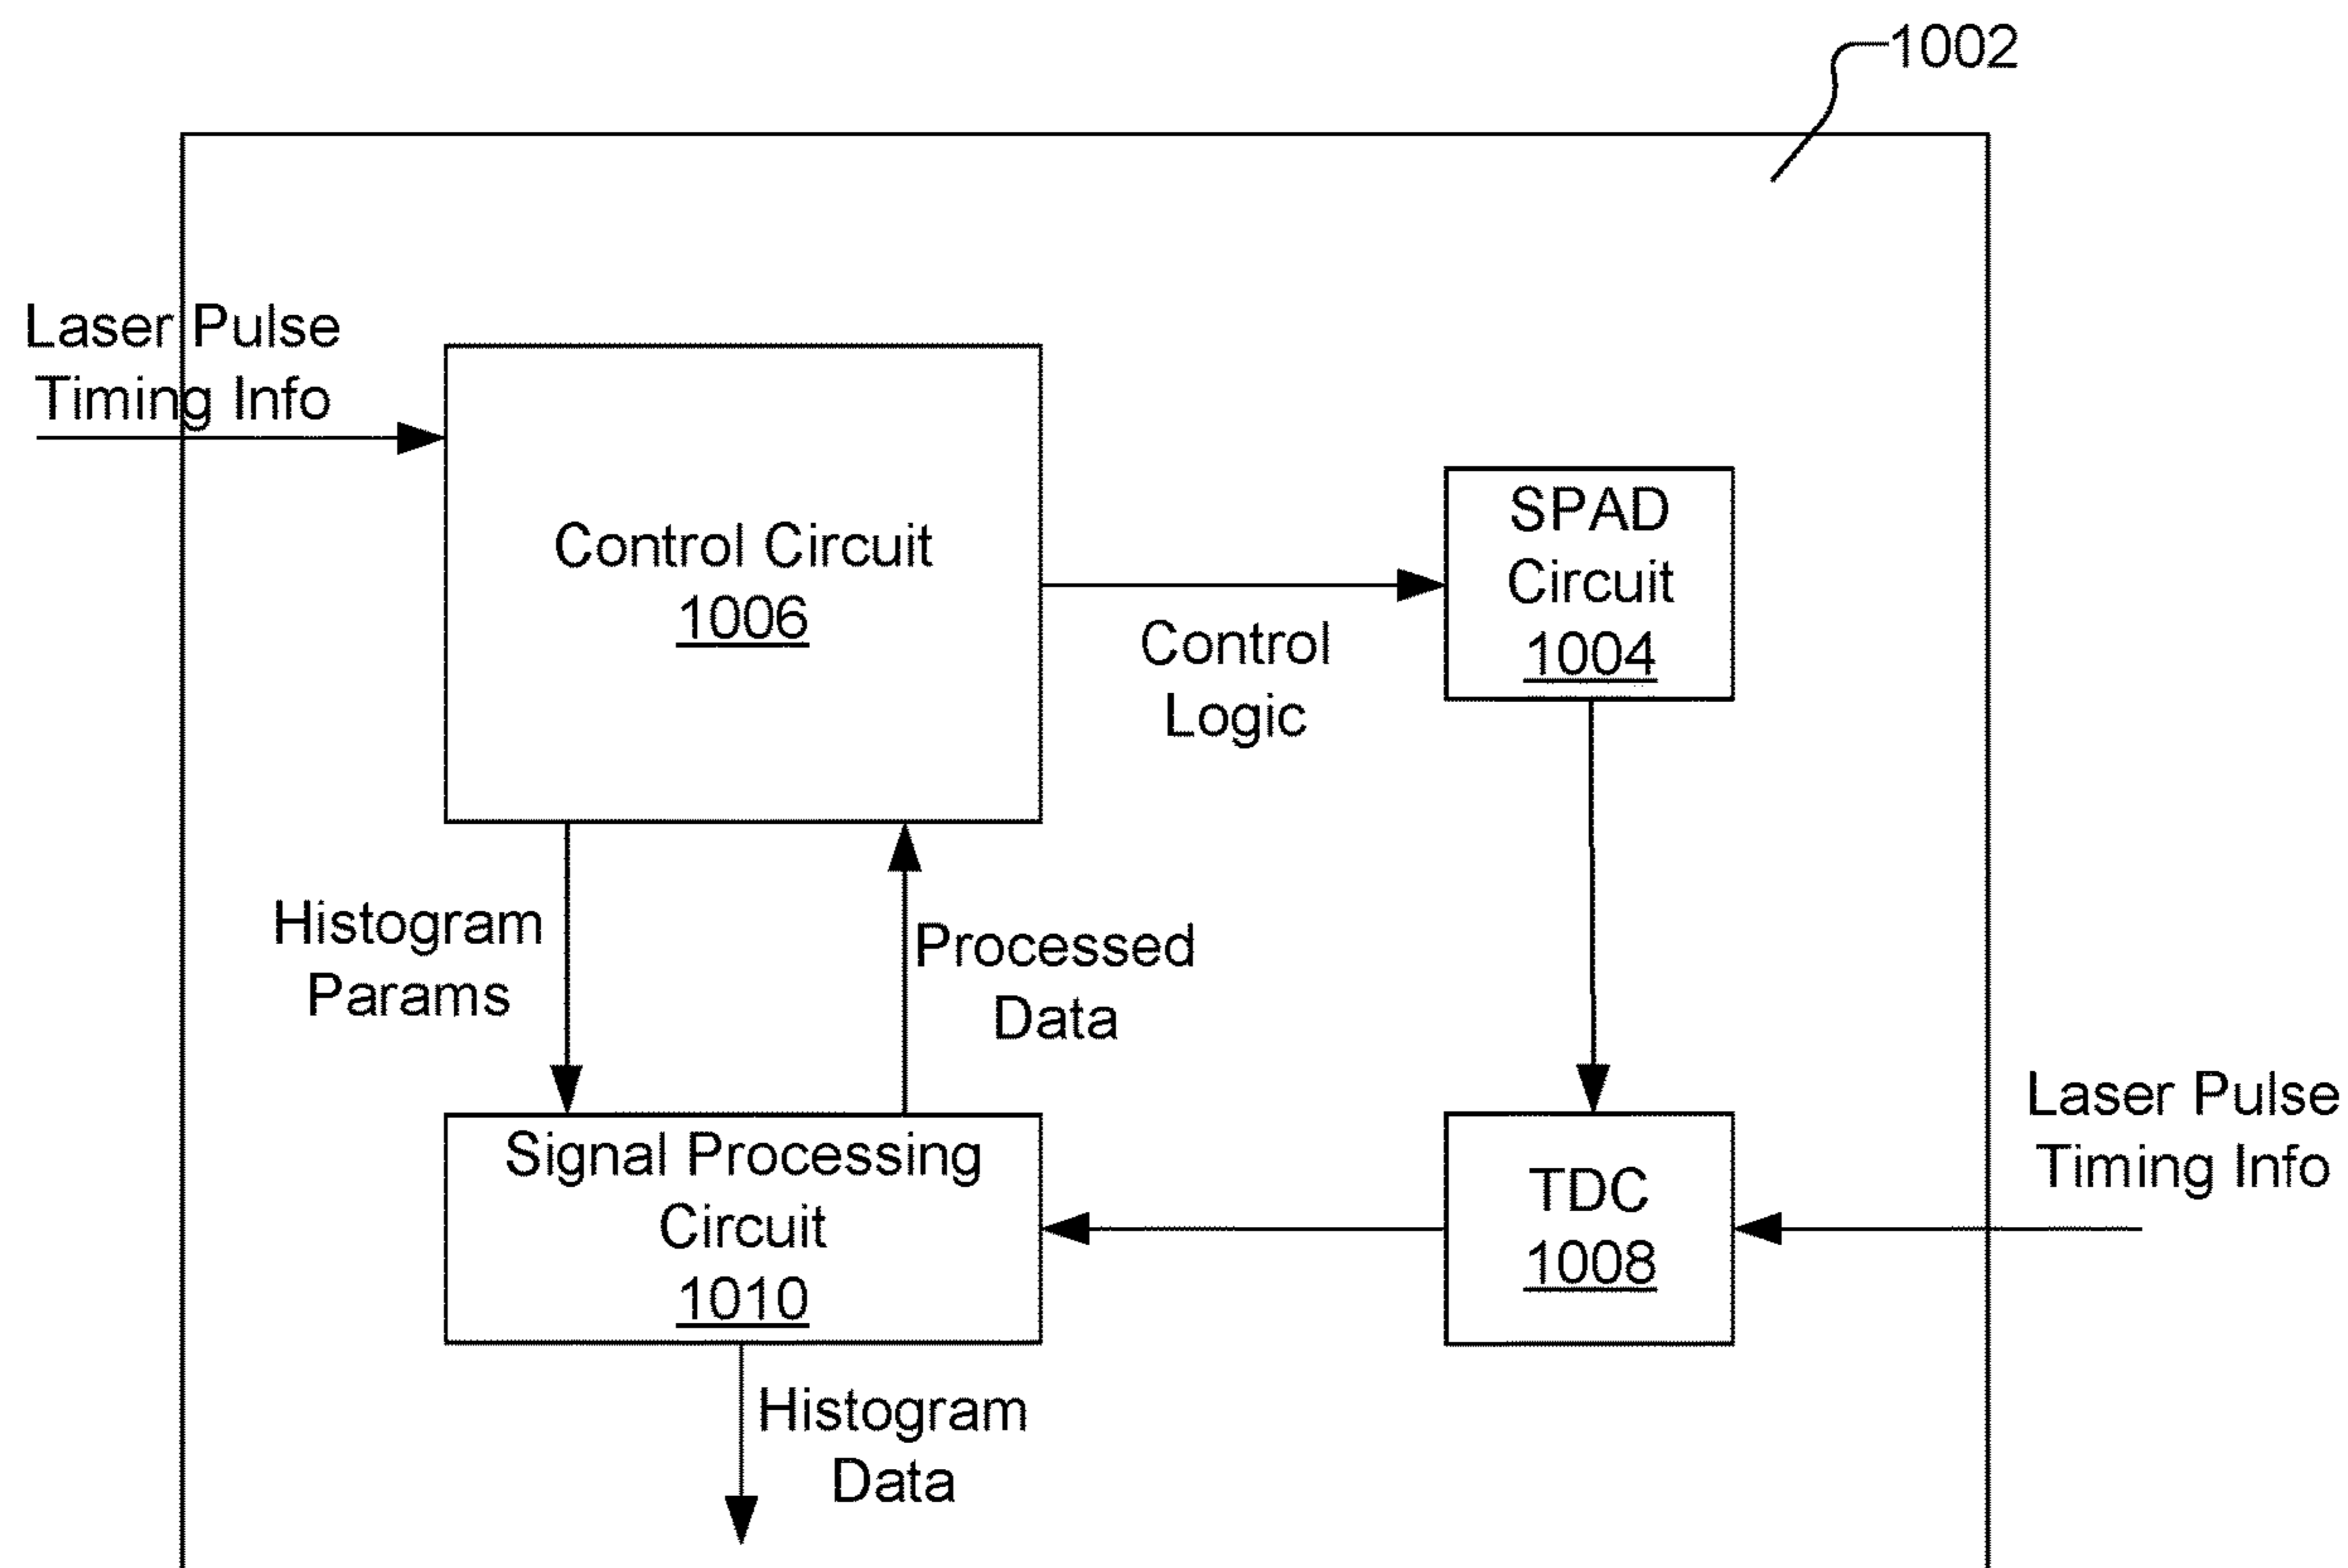 1002
Laser Pulse
Timing Info
Control Circuit
1006
SPAD
Circuit
1004
Control
Logic
Histogram
Params
Processed
Data
Signal Processing
Circuit
1010
TDC
1008
Laser Pulse
Timing Info
Histogram
Data